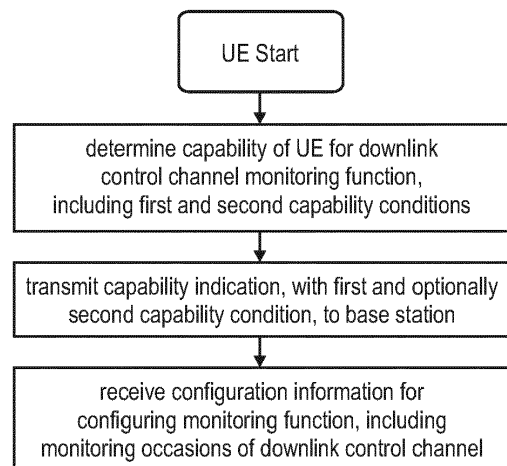 UE Start
determine capability of UE for downlink
control channel monitoring function,
including first and second capability conditions
transmit capability indication, with first and optionally
second capability condition, to base station
receive configuration information for
configuring monitoring function, including
monitoring occasions of downlink control channel